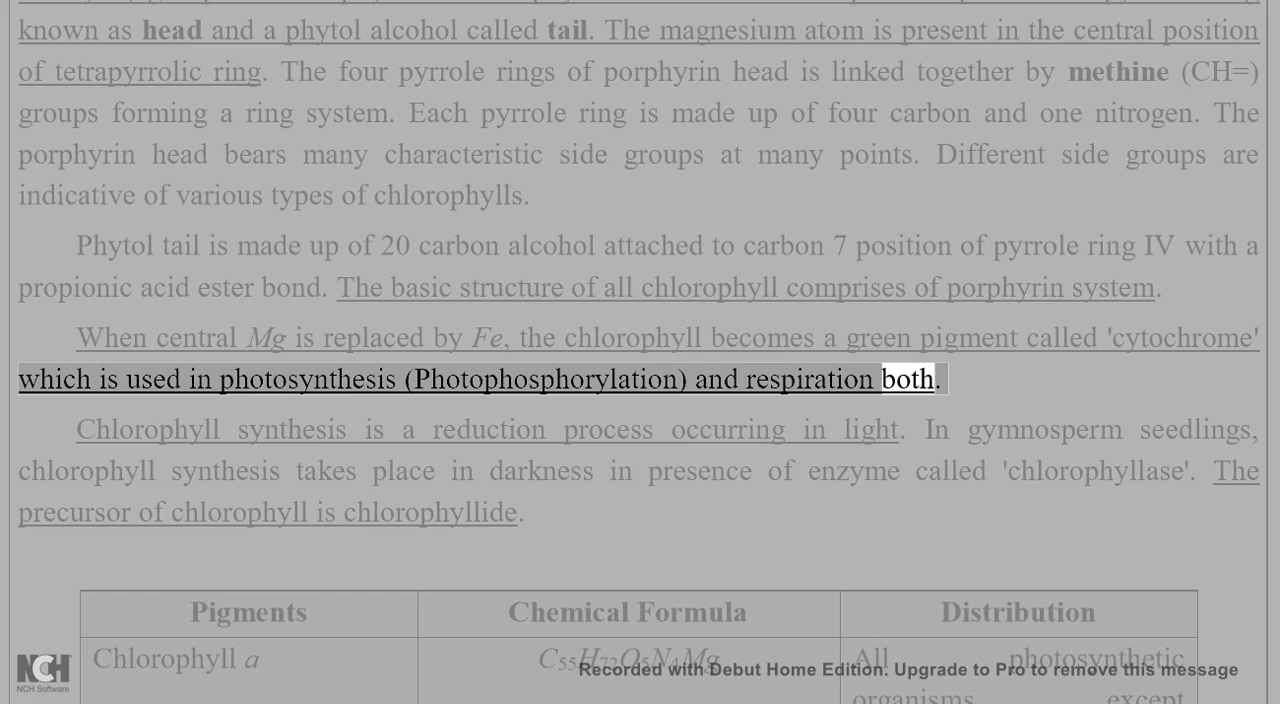 known as head and a phytol alcohol called tail. The magnesium atom is present in the central position
of tetrapyrrolic ring. The four pyrrole rings of porphyrin head is linked together by methine (CH=)
groups forming a ring system. Each pyrrole ring is made up of four carbon and one nitrogen. The
porphyrin head bears many characteristic side groups at many points. Different side groups are
indicative of various types of chlorophylls.
Phytol tail is made up of 20 carbon alcohol attached to carbon 7 position of pyrrole ring IV with a
propionic acid ester bond. The basic structure of all chlorophyll comprises of porphyrin system.
When central Mg is replaced by Fe, the chlorophyll becomes a green pigment called 'cytochrome'
which is used in photosynthesis (Photophosphorylation) and respiration both.
Chlorophyll synthesis is a reduction process occurring in light. In gymnosperm seedlings,
chlorophyll synthesis takes place in darkness in presence of enzyme called 'chlorophyllase'. The
precursor of chlorophyll is chlorophyllide.
Pigments Chemical Formula Distribution
Chlorophyll a C55H72O5N4Mg All photosynthetic
organisms except
NCH
NCH Software
Recorded with Debut Home Edition. Upgrade to Pro to remove this message